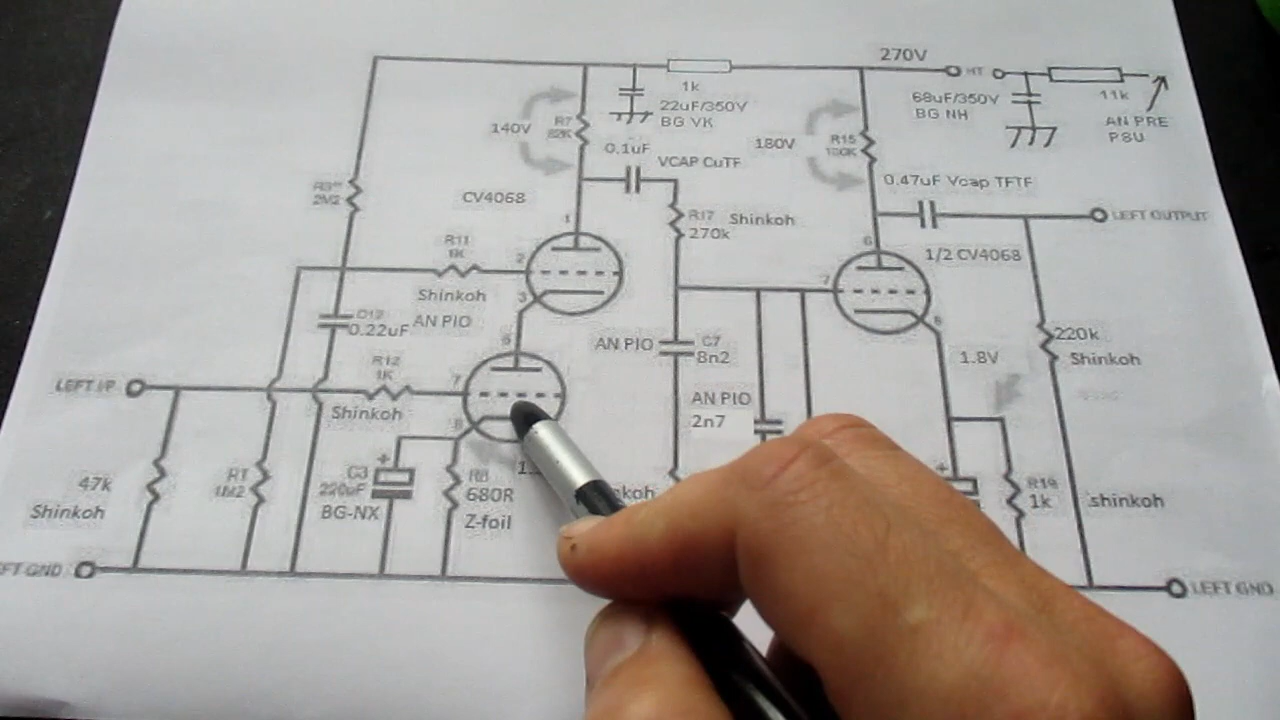 270V
HT
1k
22uF/350V
BG VK
68uF/350V
BG NH
11k
AN PRE
PSU
140V
R7
82K
0.1uF
VCAP CuTF
180V
R15
100K
0.47uF Vcap TFTF
2M2
CV4068
1
R17
270k
Shinkoh
LEFT OUTPUT
R11
1K
2
6
1/2 CV4068
Shinkoh
3
7
C12
0.22uF
AN PIO
AN PIO
C7
8n2
220k
Shinkoh
R12
1K
7
1.8V
LEFT I/P
Shinkoh
AN PIO
2n7
8
+
C3
220uF
BG-NX
R8
680R
Z-foil
47k
Shinkoh
R1
1M2
+
R19
1k
shinkoh
LEFT GND